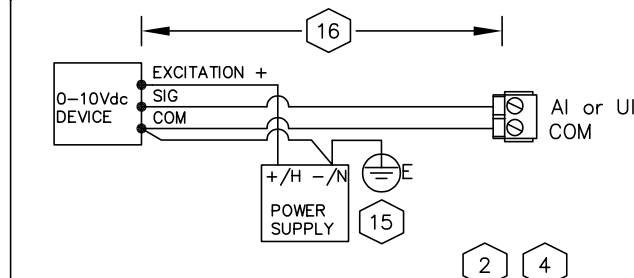 16
EXCITATION +
0-10Vdc
DEVICE
SIG
COM
AI or UI
COM
+/H -/N
E
POWER
SUPPLY
15
2
4